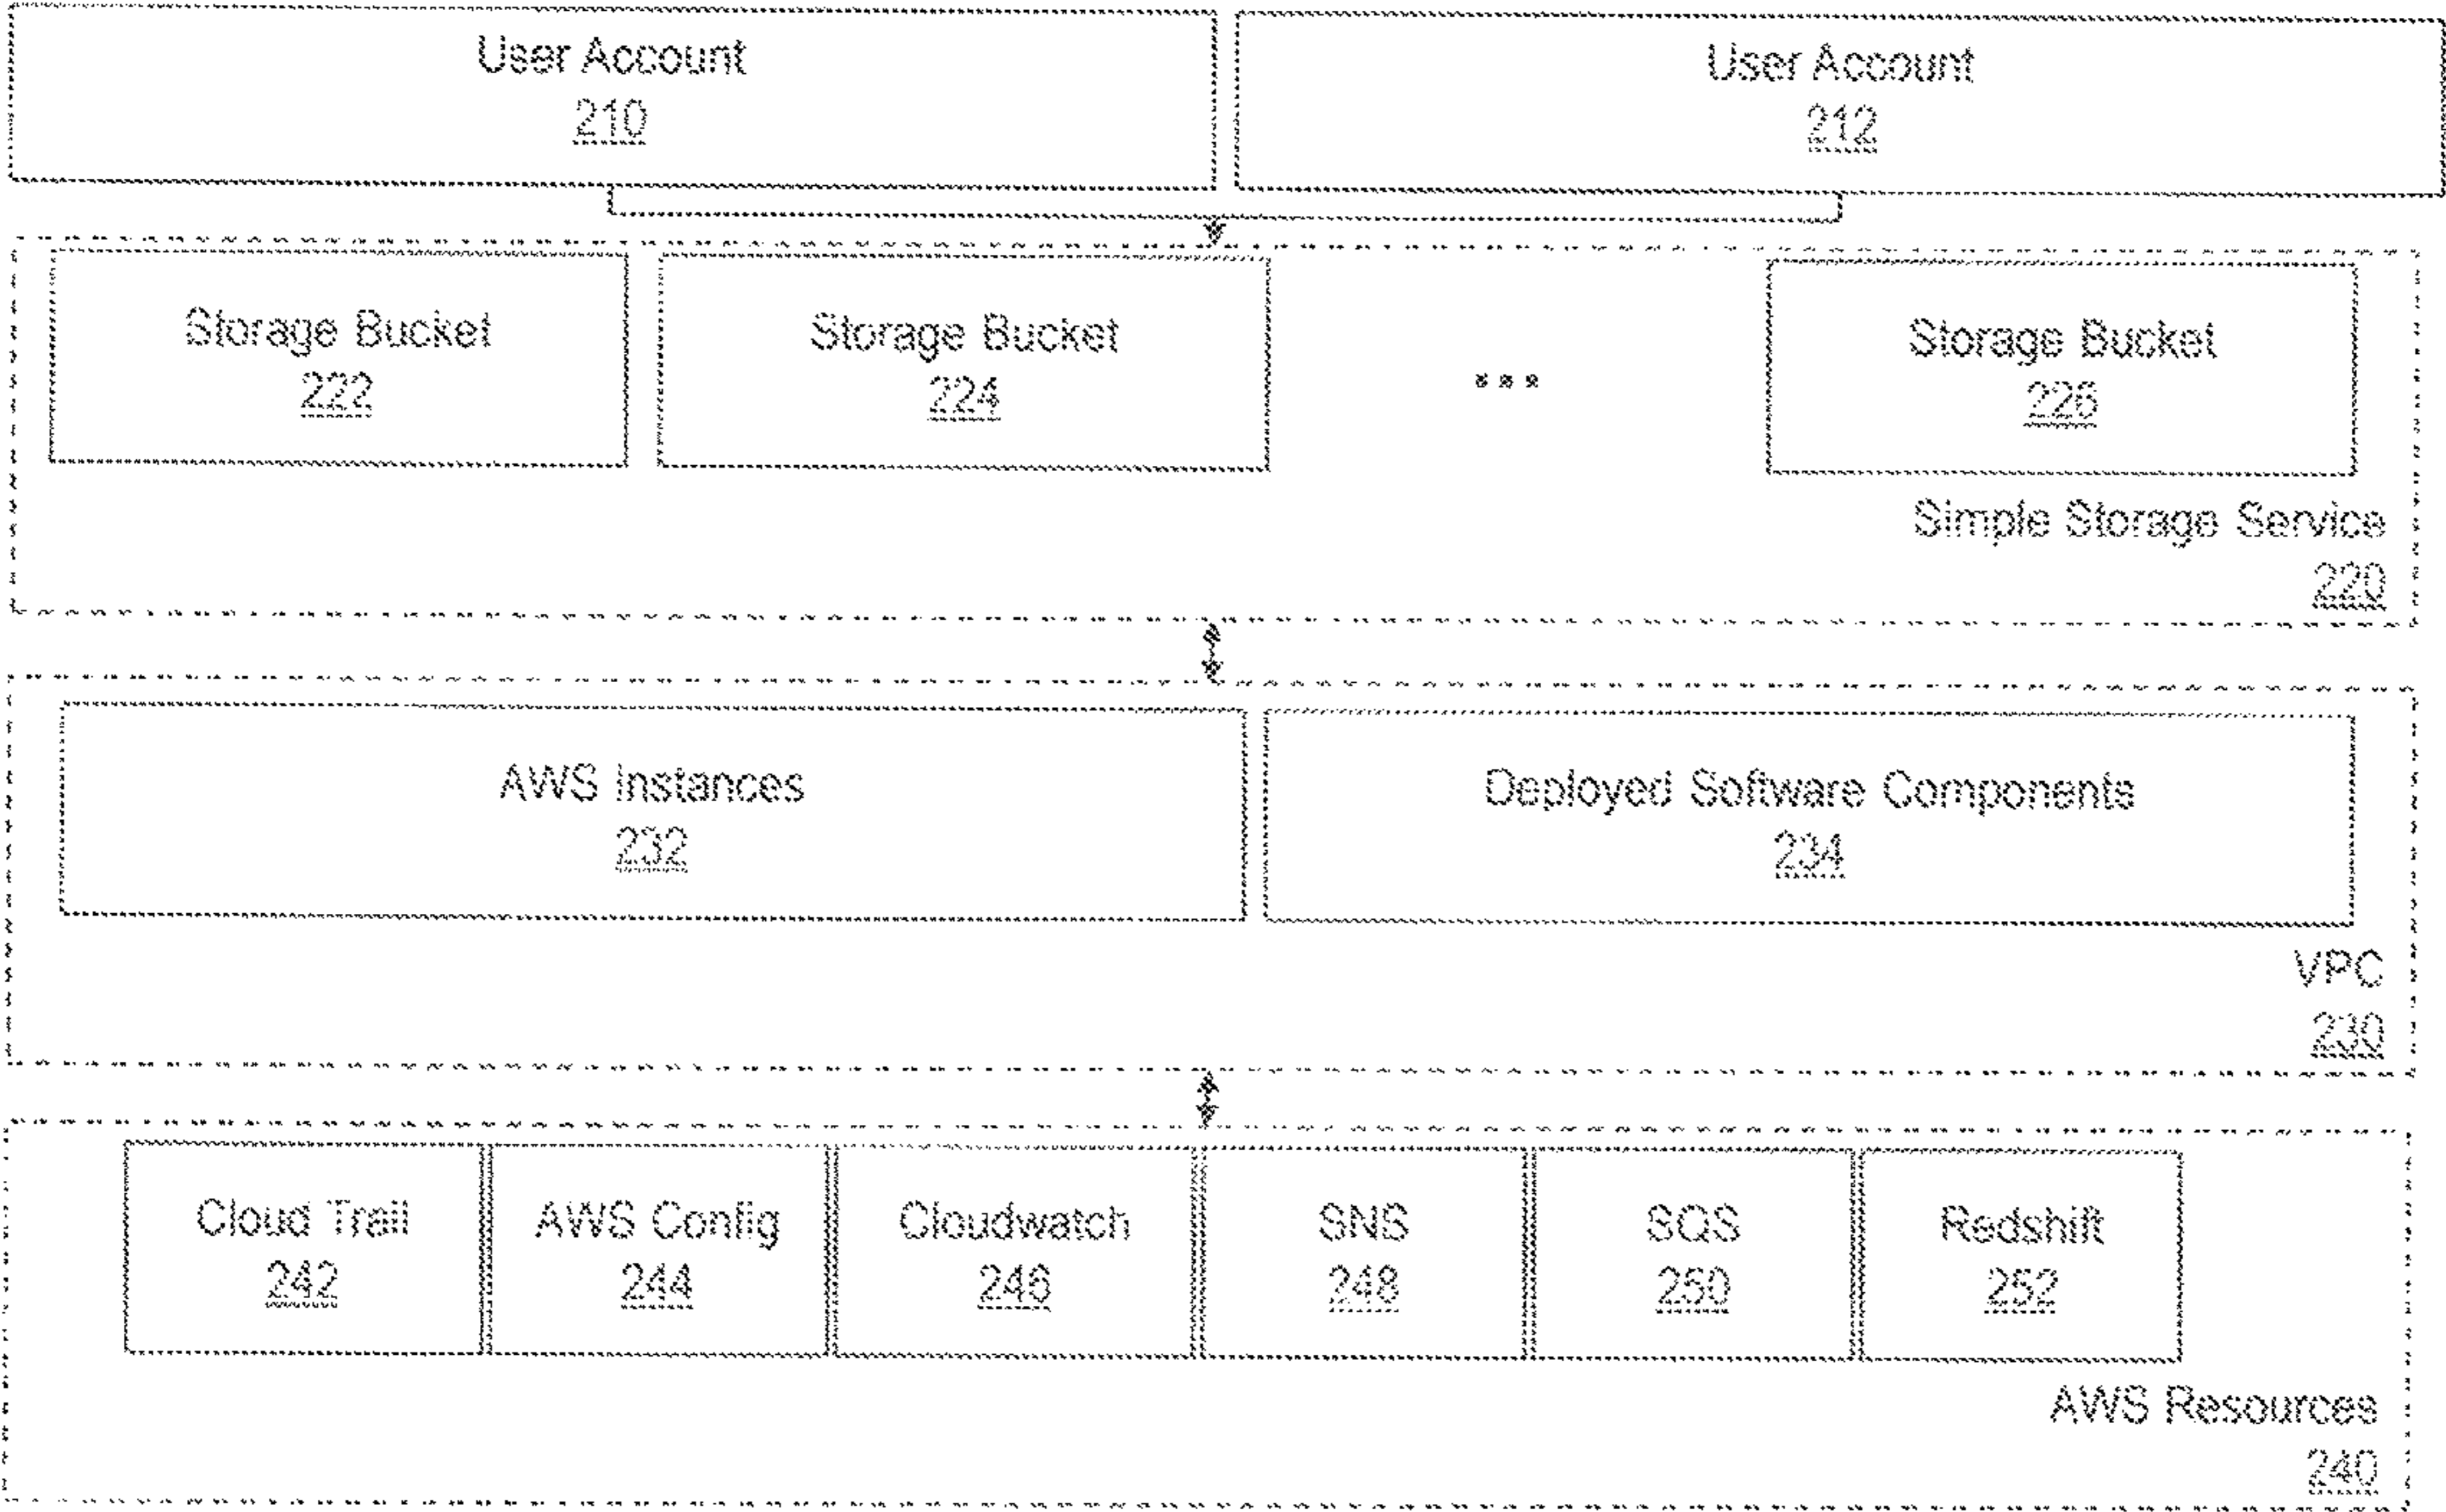 User Account
210
User Account
212
Storage Bucket
222
Storage Bucket
224
...
Storage Bucket
226
Simple Storage Service
220
AWS Instances
232
Deployed Software Components
234
VPC
230
Cloud Trail
242
AWS Config
244
Cloudwatch
246
SNS
248
SQS
250
Redshift
252
AWS Resources
240